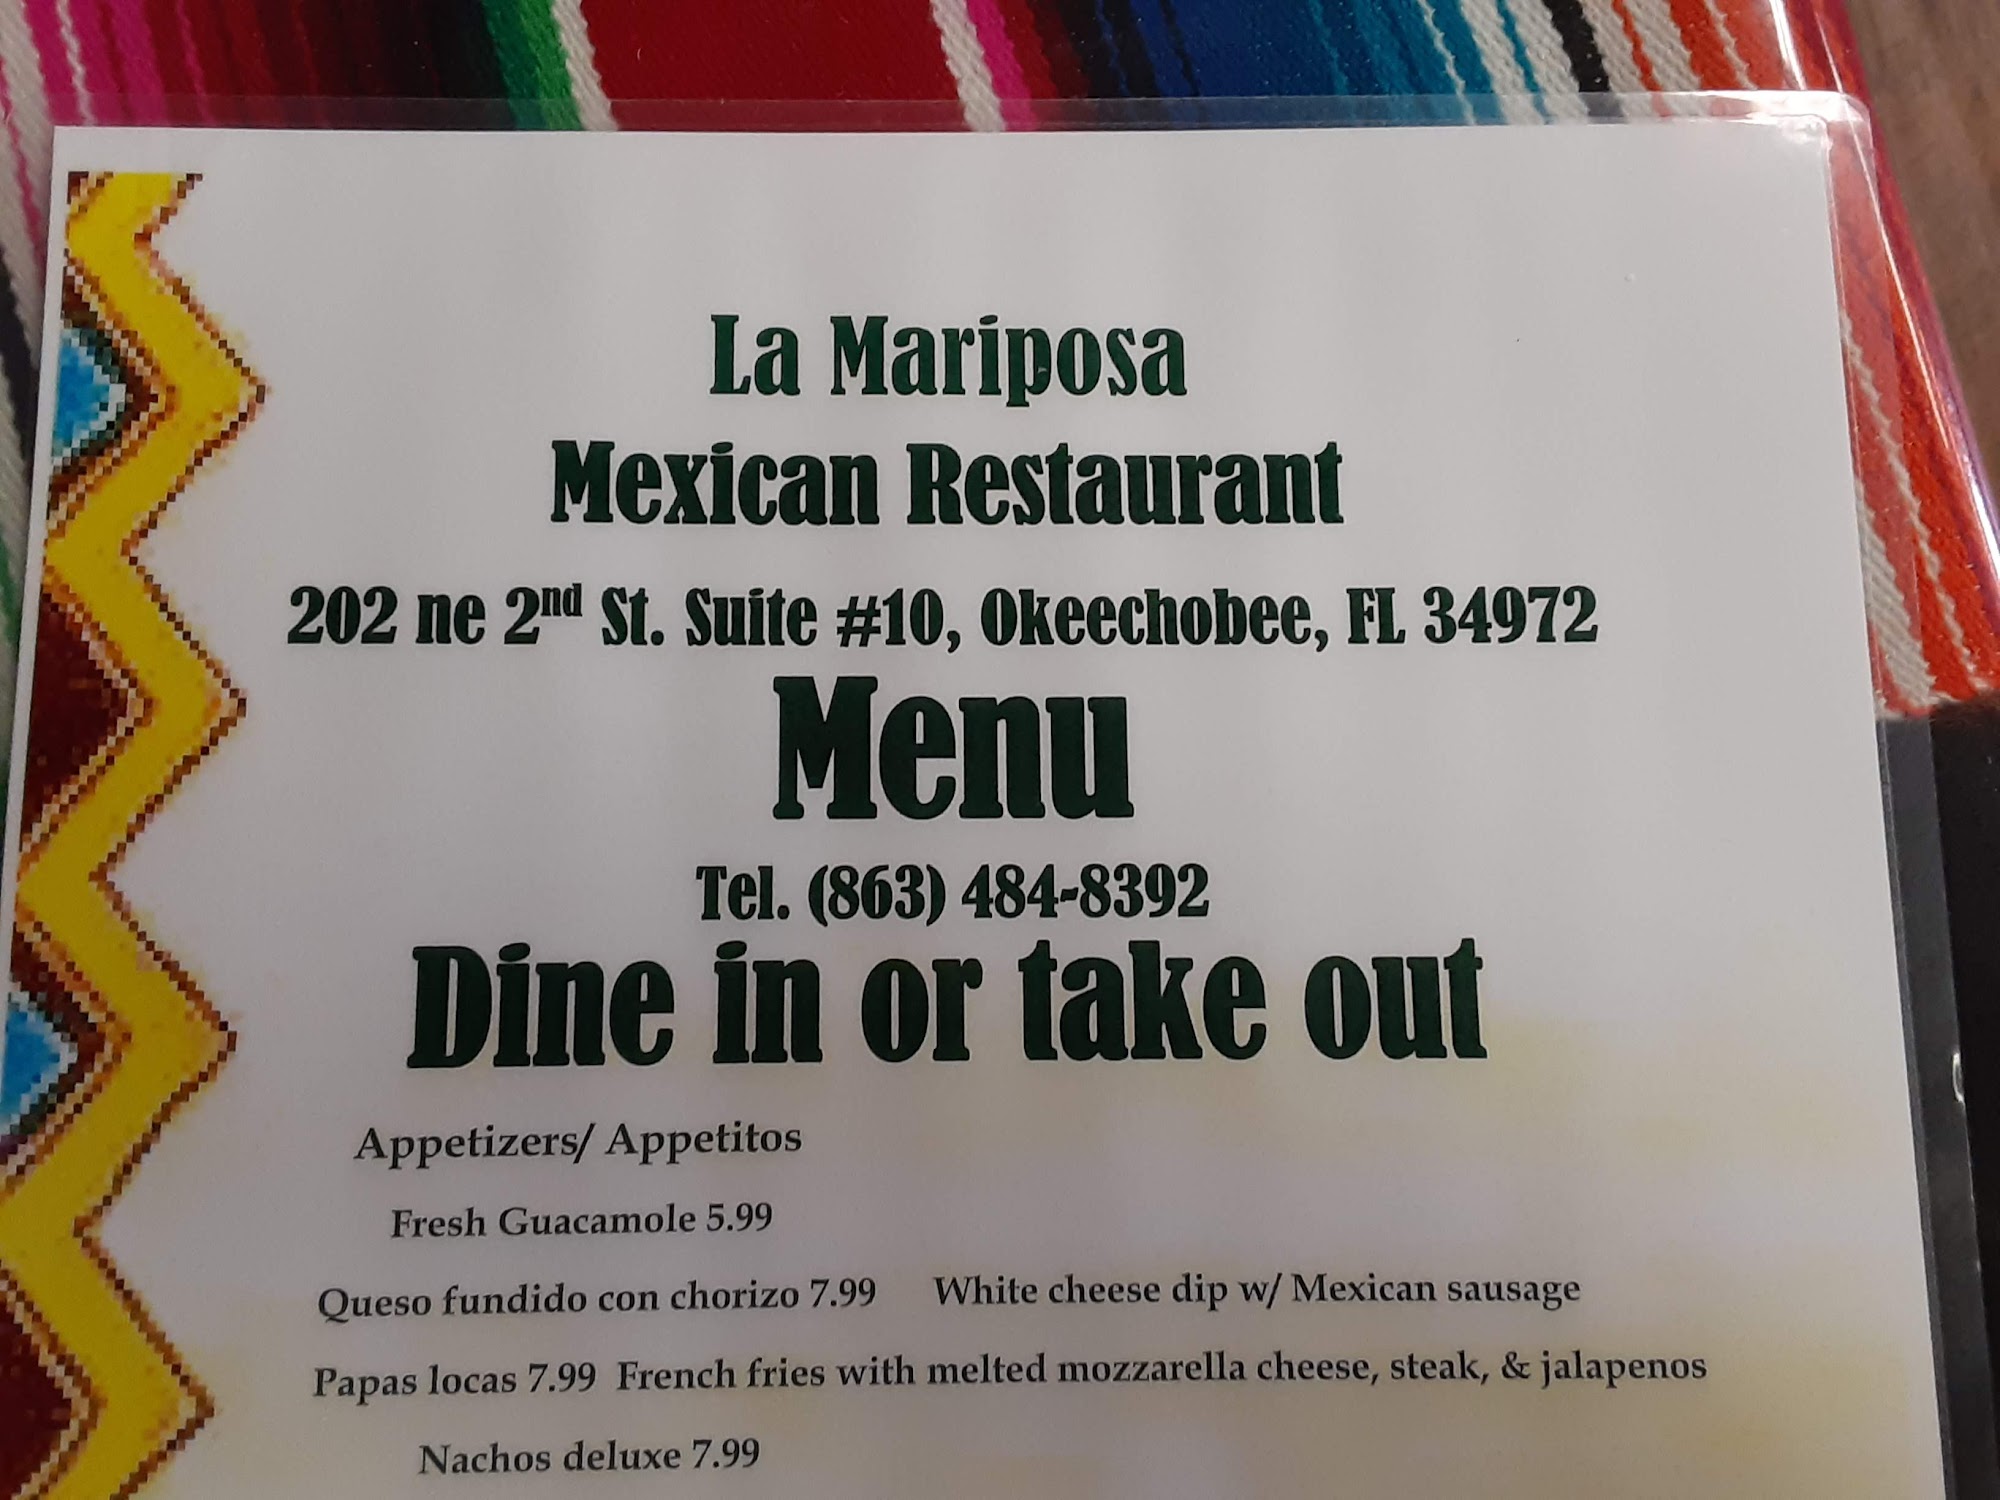 La Mariposa
Mexican Restaurant
202 ne 2nd St. Suite #10, Okeechobee, FL 34972
Menu
Tel. (863) 484-8392
Dine in or take out
Appetizers/ Appetitos
Fresh Guacamole 5.99
Queso fundido con chorizo 7.99 White cheese dip w/ Mexican sausage
Papas locas 7.99 French fries with melted mozzarella cheese, steak, & jalapenos
Nachos deluxe 7.99